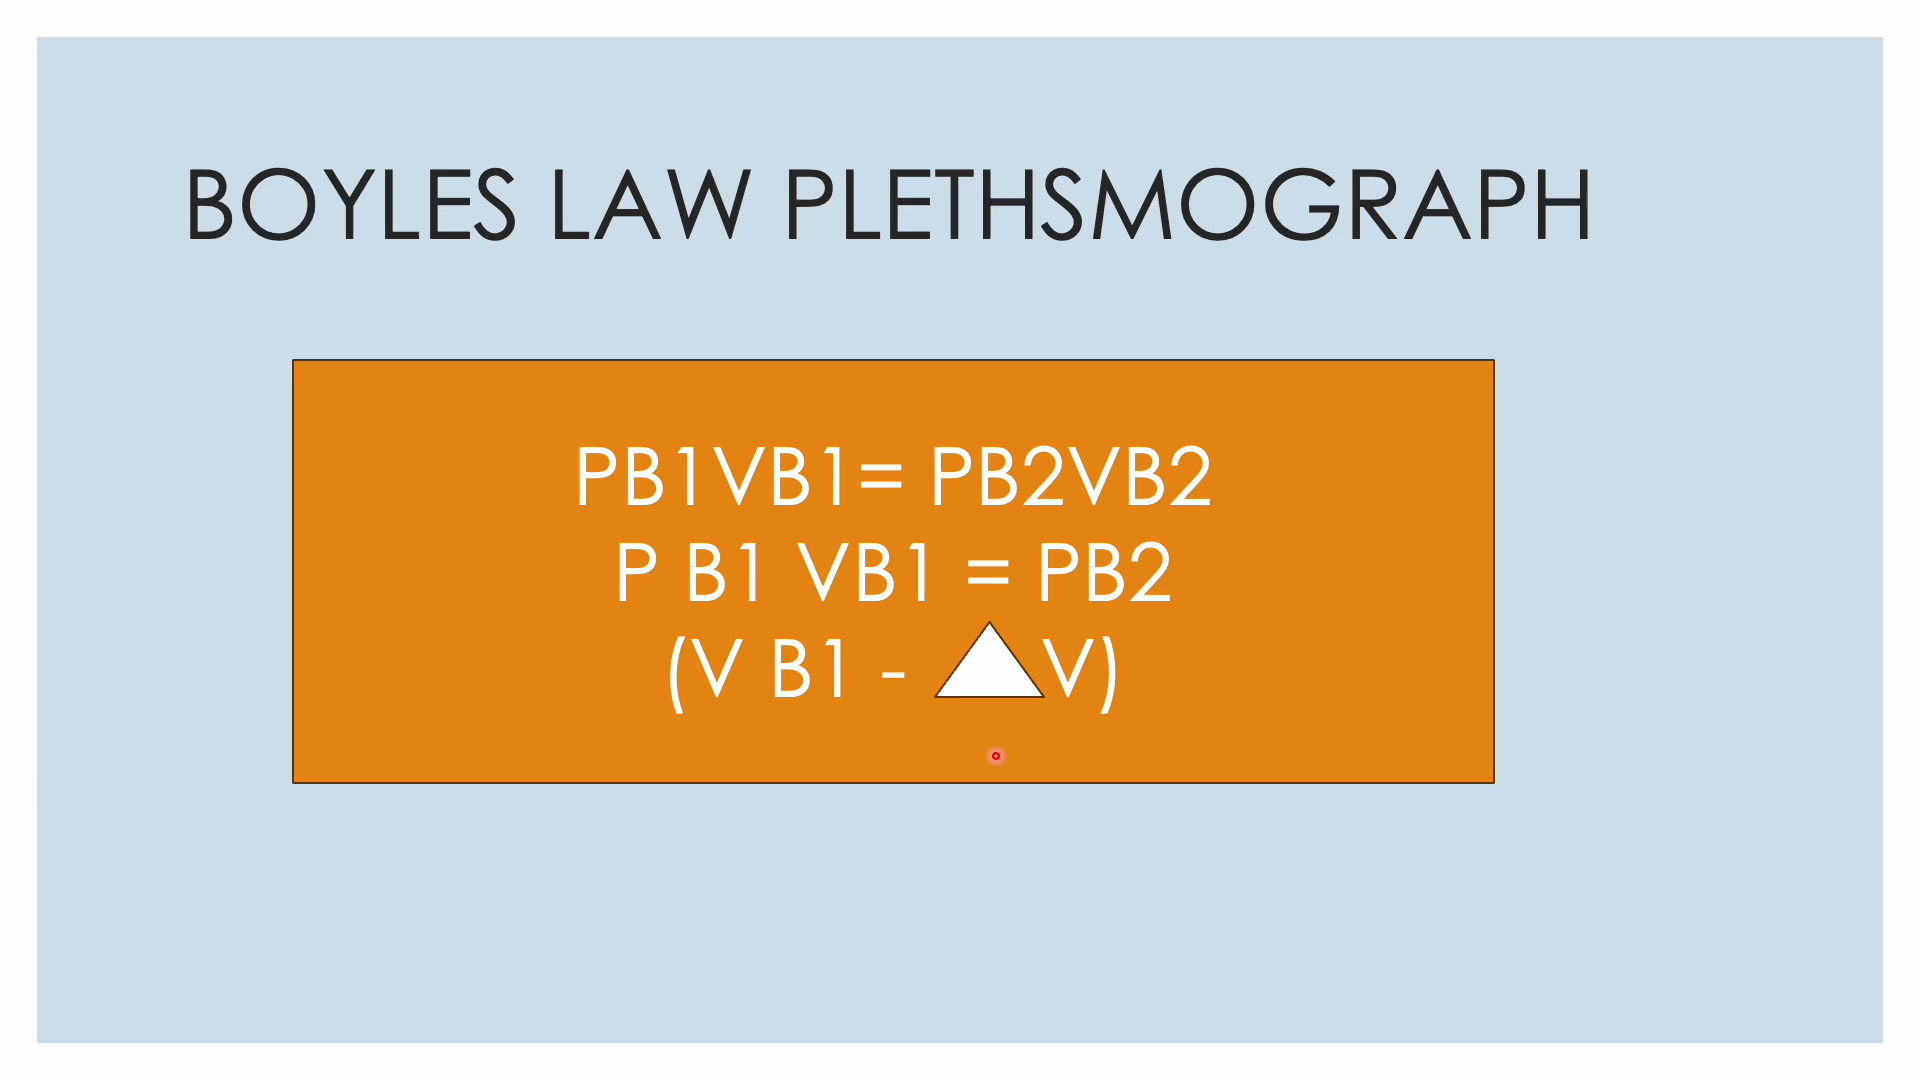 BOYLES LAW PLETHSMOGRAPH
PB1VB1= PB2VB2
P B1 VB1 = PB2
(V B1 - V)